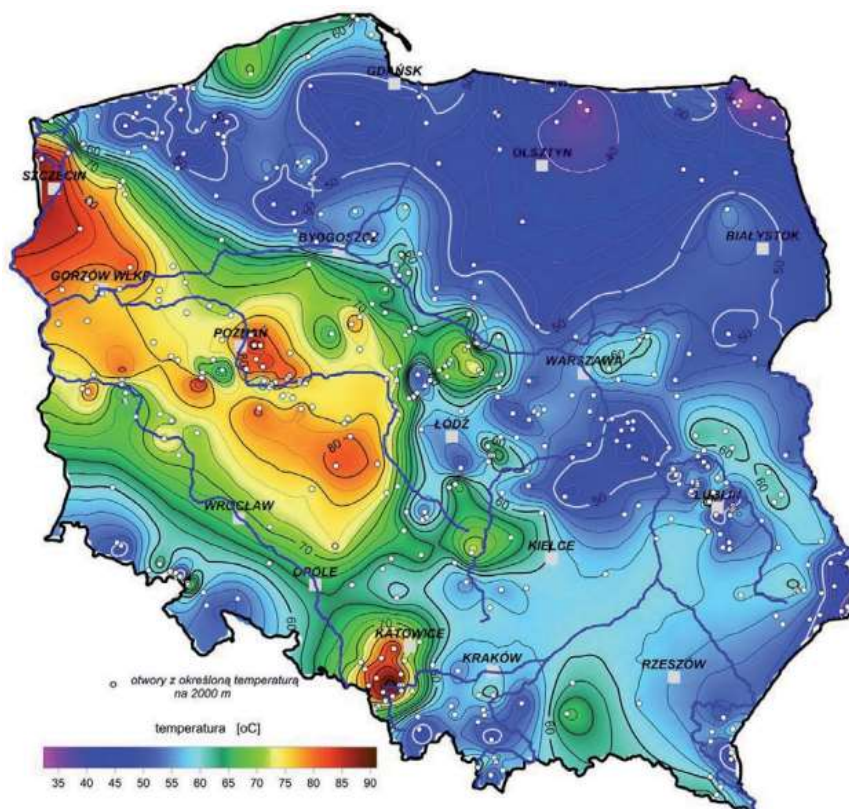 GDAŃSK
SZCZECIN
OLSZTYN
BYDGOSZCZ
BIAŁYSTOK
GORZÓW WLKP
POZNAŃ
WARSZAWA
ŁÓDŹ
LUBLIN
WROCŁAW
KIELCE
OPOLE
KATOWICE
KRAKÓW
RZESZÓW
otwory z określoną temperaturą
na 2000 m
temperatura [oC]
35 40 45 50 55 60 65 70 75 80 85 90